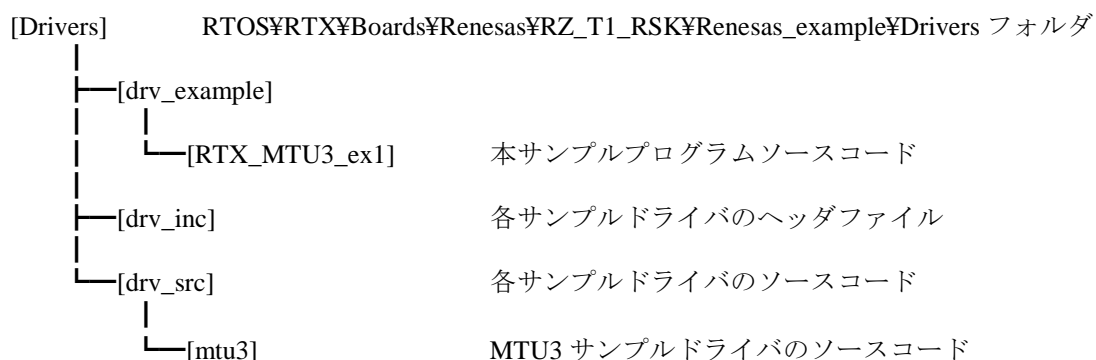 [Drivers] RTOS¥RTX¥Boards¥Renesas¥RZ_T1_RSK¥Renesas_example¥Drivers フォルダ
[drv_example]
[RTX_MTU3_ex1] 本サンプルプログラムソースコード
[drv_inc] 各サンプルドライバのヘッダファイル
[drv_src] 各サンプルドライバのソースコード
[mtu3] MTU3 サンプルドライバのソースコード